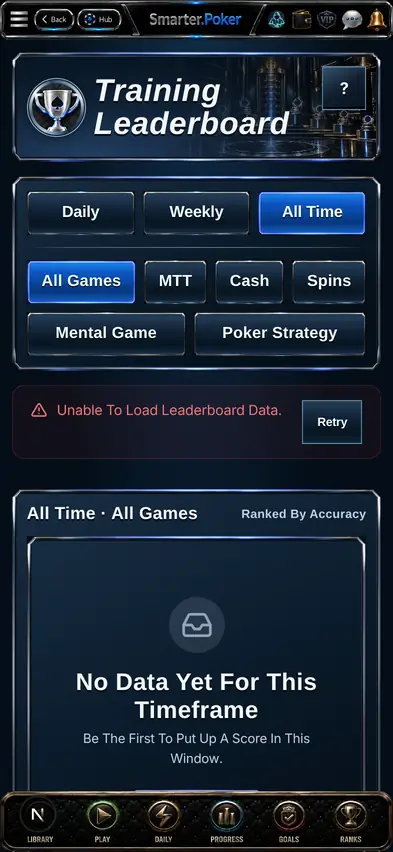 Back
Hub
Smarter.Poker
VIP
Training
Leaderboard
?
Daily
Weekly
All Time
All Games
MTT
Cash
Spins
Mental Game
Poker Strategy
Unable To Load Leaderboard Data.
Retry
All Time · All Games
Ranked By Accuracy
No Data Yet For This
Timeframe
Be The First To Put Up A Score In This
Window.
N
LIBRARY
PLAY
DAILY
PROGRESS
GOALS
RANKS